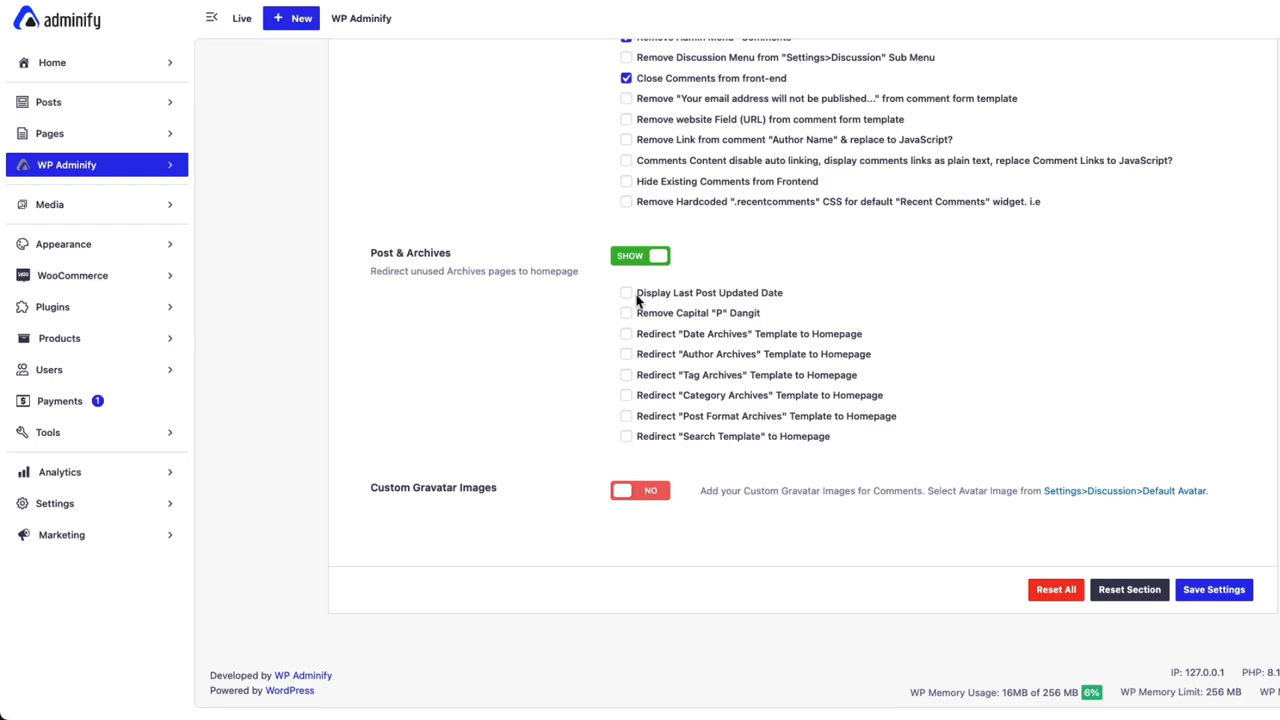 adminify
Live
+ New
WP Adminify
Home
Posts
Pages
WP Adminify
Media
Appearance
WooCommerce
Plugins
Products
Users
Payments 1
Tools
Analytics
Settings
Marketing
Remove Discussion Menu from "Settings>Discussion" Sub Menu
Close Comments from front-end
Remove "Your email address will not be published..." from comment form template
Remove website Field (URL) from comment form template
Remove Link from comment "Author Name" & replace to JavaScript?
Comments Content disable auto linking, display comments links as plain text, replace Comment Links to JavaScript?
Hide Existing Comments from Frontend
Remove Hardcoded ".recentcomments" CSS for default "Recent Comments" widget. i.e
Post & Archives
Redirect unused Archives pages to homepage
SHOW
Display Last Post Updated Date
Remove Capital "P" Dangit
Redirect "Date Archives" Template to Homepage
Redirect "Author Archives" Template to Homepage
Redirect "Tag Archives" Template to Homepage
Redirect "Category Archives" Template to Homepage
Redirect "Post Format Archives" Template to Homepage
Redirect "Search Template" to Homepage
Custom Gravatar Images
NO
Add your Custom Gravatar Images for Comments. Select Avatar Image from Settings>Discussion>Default Avatar.
Reset All
Reset Section
Save Settings
Developed by WP Adminify
Powered by WordPress
IP: 127.0.0.1 PHP: 8.1
WP Memory Usage: 16MB of 256 MB 6% WP Memory Limit: 256 MB WP